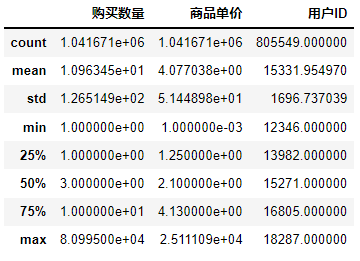 购买数量 商品单价 用户ID
count 1.041671e+06 1.041671e+06 805549.000000
mean 1.096345e+01 4.077038e+00 15331.954970
std 1.265149e+02 5.144898e+01 1696.737039
min 1.000000e+00 1.000000e-03 12346.000000
25% 1.000000e+00 1.250000e+00 13982.000000
50% 3.000000e+00 2.100000e+00 15271.000000
75% 1.000000e+01 4.130000e+00 16805.000000
max 8.099500e+04 2.511109e+04 18287.000000